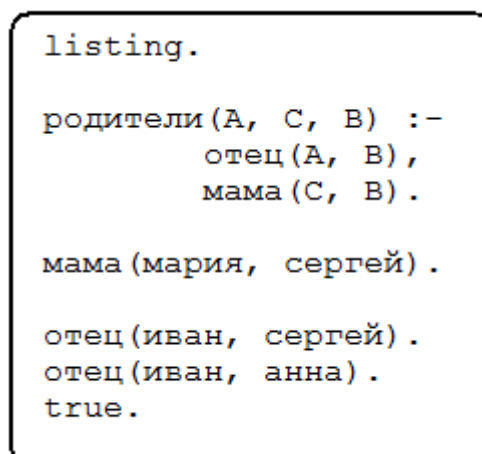 listing.
родители(A, C, B) :-
отец(A, B),
мама(C, B).
мама(мария, сергей).
отец(иван, сергей).
отец(иван, анна).
true.